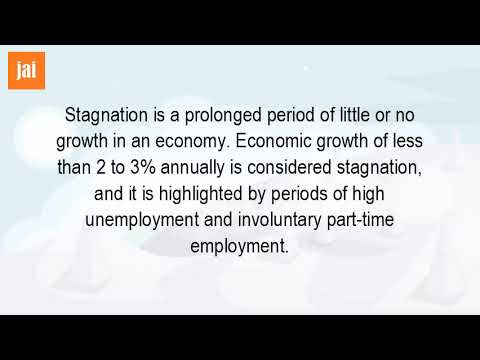 jai
Stagnation is a prolonged period of little or no
growth in an economy. Economic growth of less
than 2 to 3% annually is considered stagnation,
and it is highlighted by periods of high
unemployment and involuntary part-time
employment.